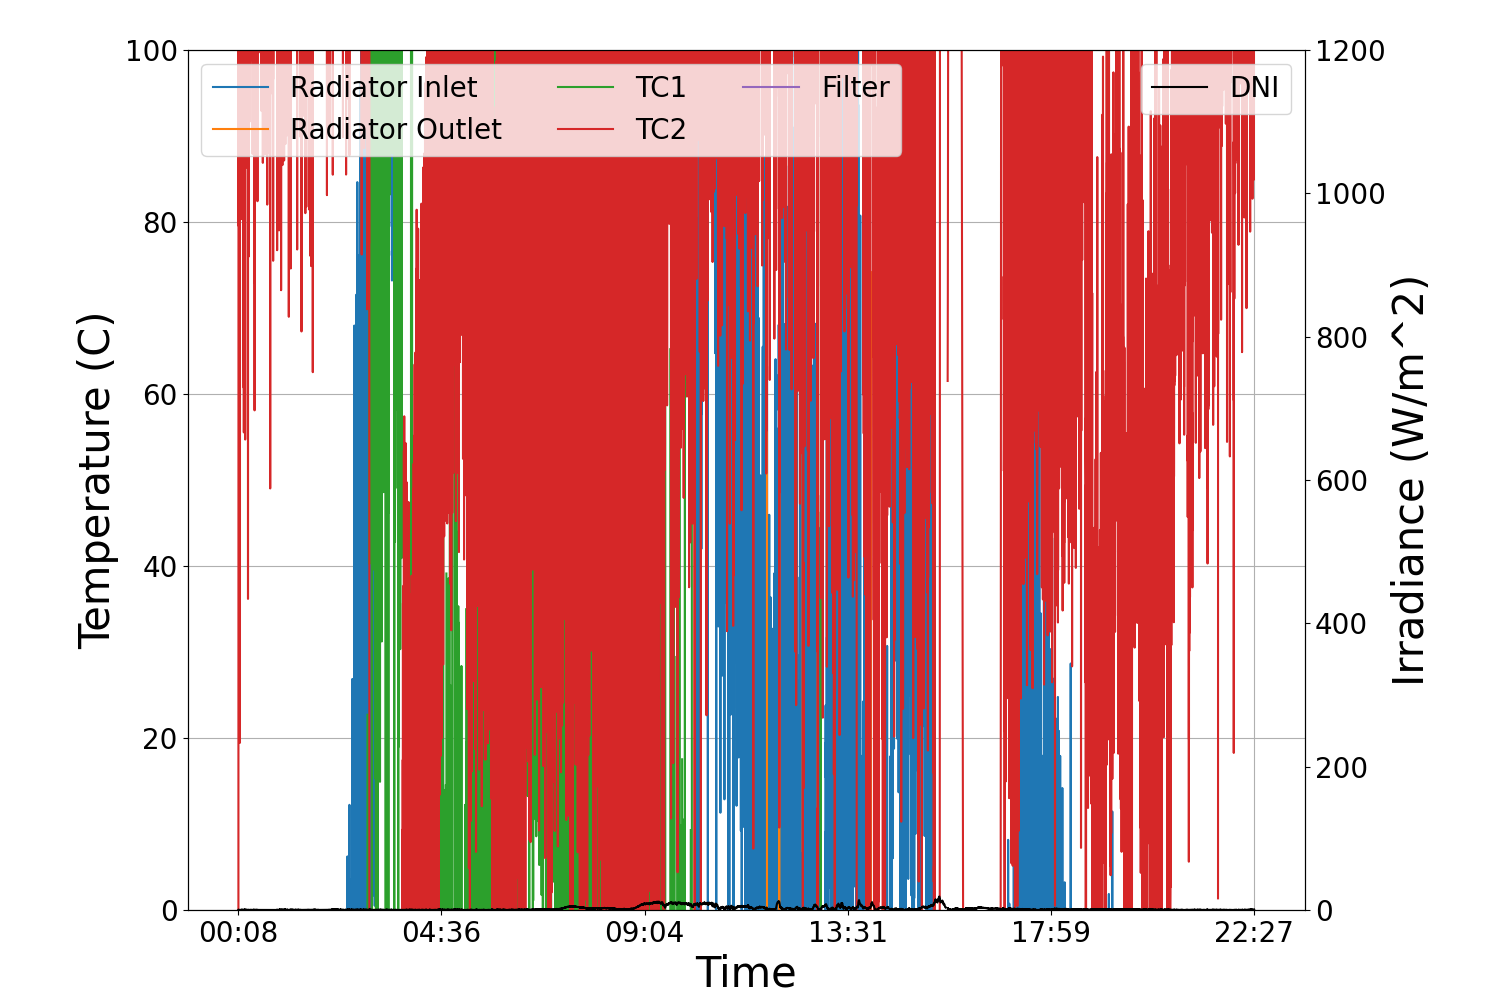 100
80
60
40
20
0
Temperature (C)
1200
1000
800
600
400
200
0
Irradiance (W/m^2)
Radiator Inlet
Radiator Outlet
TC1
TC2
Filter
DNI
00:08 04:36 09:04 13:31 17:59 22:27
Time